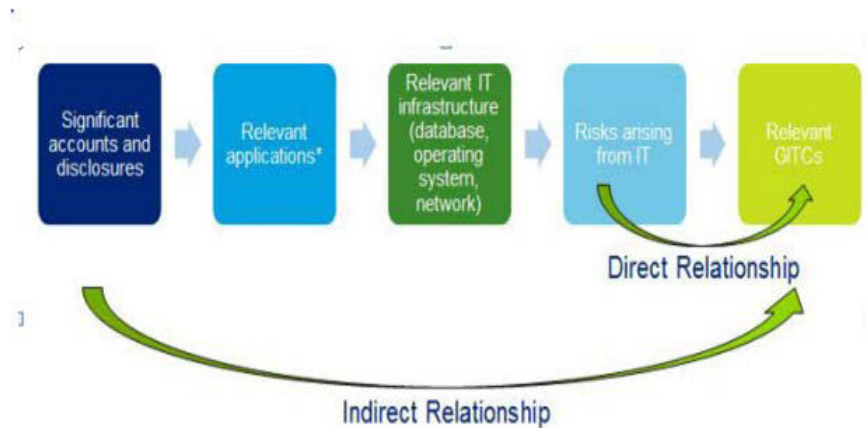 Significant
accounts and
disclosures
Relevant
applications*
Relevant IT
infrastructure
(database,
operating
system,
network)
Risks arising
from IT
Relevant
GITCs
Direct Relationship
Indirect Relationship